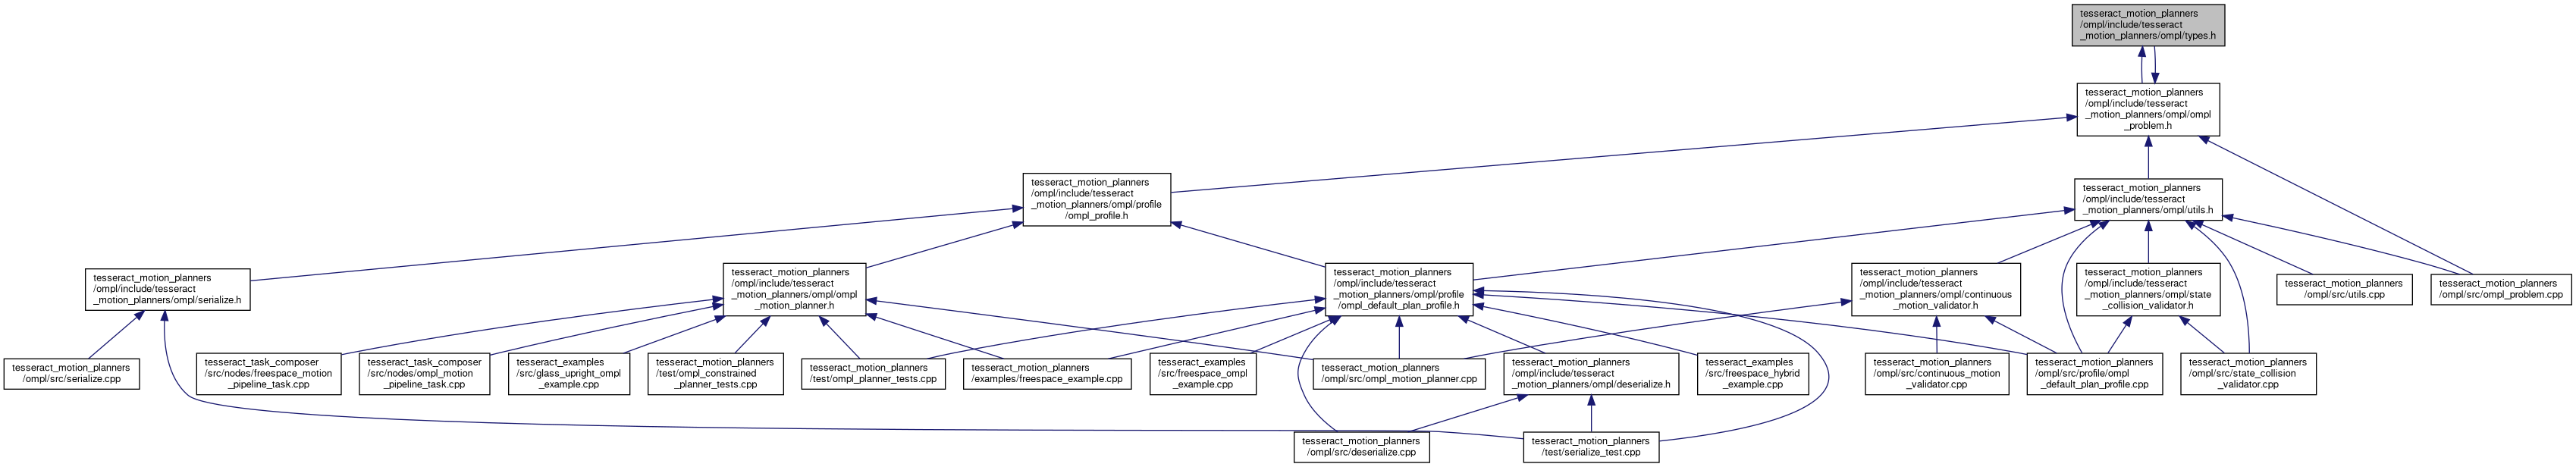 tesseract_motion_planners
/ompl/include/tesseract
_motion_planners/ompl/types.h
tesseract_motion_planners
/ompl/include/tesseract
_motion_planners/ompl/ompl
_problem.h
tesseract_motion_planners
/ompl/include/tesseract
_motion_planners/ompl/profile
/ompl_profile.h
tesseract_motion_planners
/ompl/include/tesseract
_motion_planners/ompl/utils.h
tesseract_motion_planners
/ompl/include/tesseract
_motion_planners/ompl/serialize.h
tesseract_motion_planners
/ompl/include/tesseract
_motion_planners/ompl/ompl
_motion_planner.h
tesseract_motion_planners
/ompl/include/tesseract
_motion_planners/ompl/profile
/ompl_default_plan_profile.h
tesseract_motion_planners
/ompl/include/tesseract
_motion_planners/ompl/continuous
_motion_validator.h
tesseract_motion_planners
/ompl/include/tesseract
_motion_planners/ompl/state
_collision_validator.h
tesseract_motion_planners
/ompl/src/utils.cpp
tesseract_motion_planners
/ompl/src/ompl_problem.cpp
tesseract_motion_planners
/ompl/src/serialize.cpp
tesseract_task_composer
/src/nodes/freespace_motion
_pipeline_task.cpp
tesseract_task_composer
/src/nodes/ompl_motion
_pipeline_task.cpp
tesseract_examples
/src/glass_upright_ompl
_example.cpp
tesseract_motion_planners
/test/ompl_constrained
_planner_tests.cpp
tesseract_motion_planners
/test/ompl_planner_tests.cpp
tesseract_motion_planners
/examples/freespace_example.cpp
tesseract_examples
/src/freespace_ompl
_example.cpp
tesseract_motion_planners
/ompl/src/ompl_motion_planner.cpp
tesseract_motion_planners
/ompl/include/tesseract
_motion_planners/ompl/deserialize.h
tesseract_examples
/src/freespace_hybrid
_example.cpp
tesseract_motion_planners
/ompl/src/continuous_motion
_validator.cpp
tesseract_motion_planners
/ompl/src/profile/ompl
_default_plan_profile.cpp
tesseract_motion_planners
/ompl/src/state_collision
_validator.cpp
tesseract_motion_planners
/ompl/src/deserialize.cpp
tesseract_motion_planners
/test/serialize_test.cpp